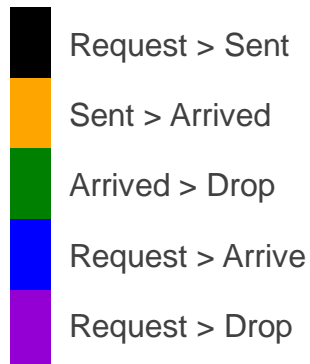 Request > Sent
Sent > Arrived
Arrived > Drop
Request > Arrive
Request > Drop